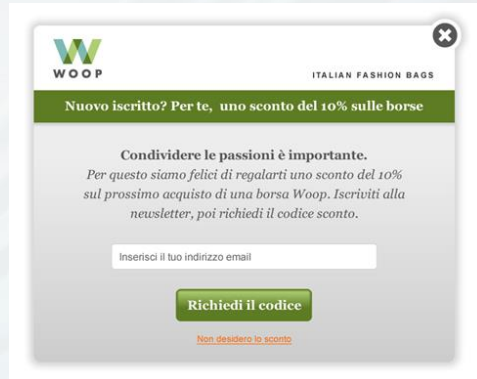 WOOP
ITALIAN FASHION BAGS
Nuovo iscritto? Per te, uno sconto del 10% sulle borse
Condividere le passioni è importante.
Per questo siamo felici di regalarti uno sconto del 10%
sul prossimo acquisto di una borsa Woop. Iscriviti alla
newsletter, poi richiedi il codice sconto.
Inserisci il tuo indirizzo email
Richiedi il codice
Non desidero lo sconto